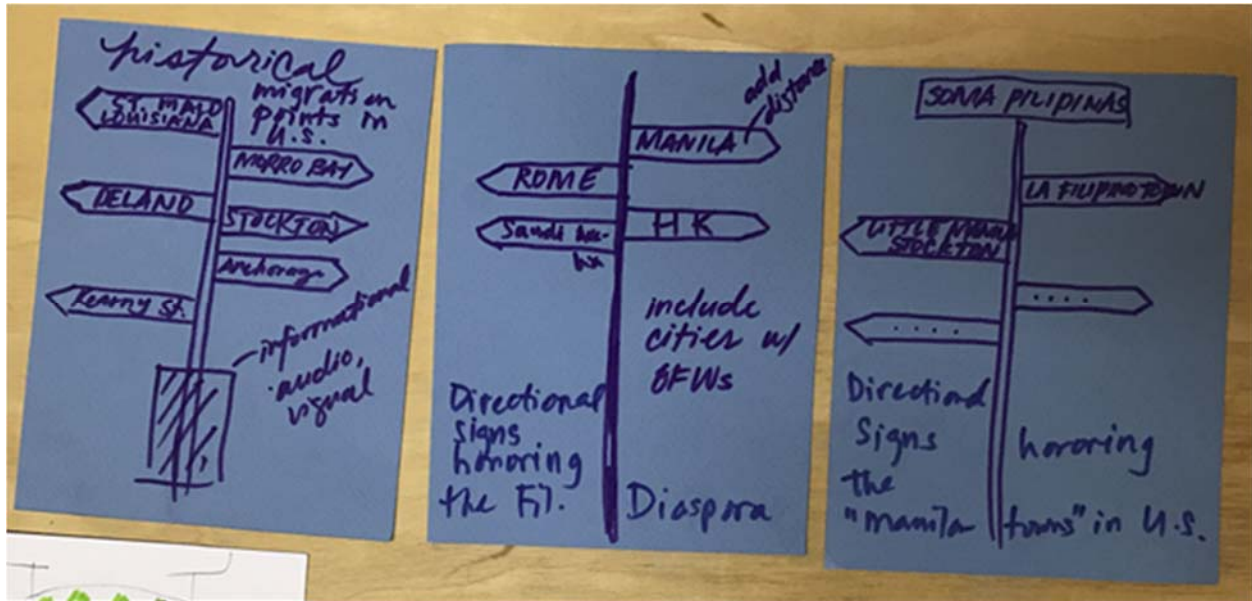 historical
migration
points in
U.S.
ST. MALO
LOUISIANA
MORRO BAY
DELANO
STOCKTON
Anchorage
Kearny St.
informational
audio,
visual
add
distance
MANILA
ROME
HK
Saudi
include
cities w/
OFWs
Directional
signs
honoring
the Fil. Diaspora
SOMA PILIPINAS
LA FILIPINOTOWN
LITTLE MANILA
STOCKTON
. . . .
. . . .
Directional
Signs honoring
the
"manila towns" in U.S.